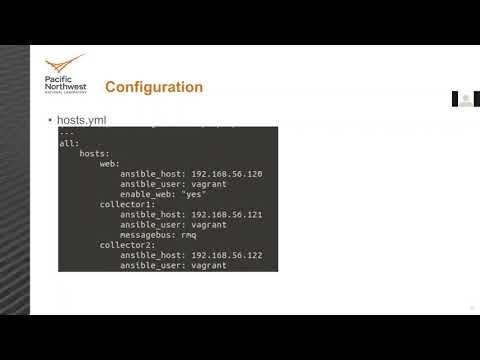 Pacific
Northwest
NATIONAL LABORATORY
Configuration
• hosts.yml
---
all:
    hosts:
        web:
            ansible_host: 192.168.56.120
            ansible_user: vagrant
            enable_web: "yes"
        collector1:
            ansible_host: 192.168.56.121
            ansible_user: vagrant
            messagebus: rmq
        collector2:
            ansible_host: 192.168.56.122
            ansible_user: vagrant